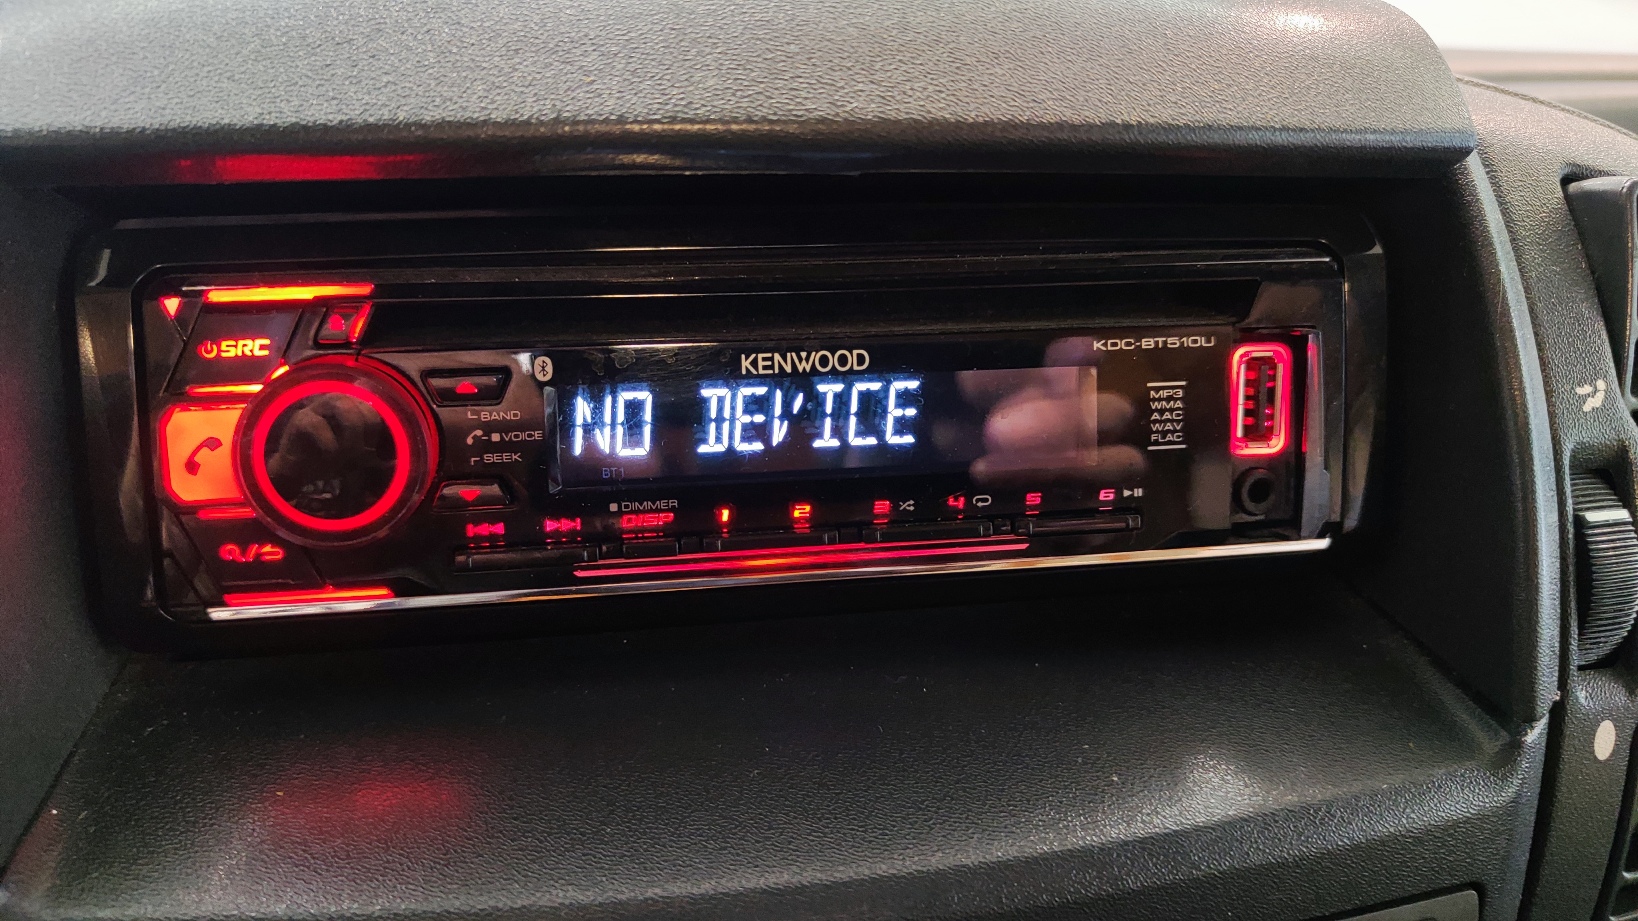 SRC
KENWOOD
KDC-BT510U
NO DEVICE
BT1
BAND
VOICE
SEEK
MP3
WMA
AAC
WAV
FLAC
DIMMER
DISP
1 2 3 4 5 6